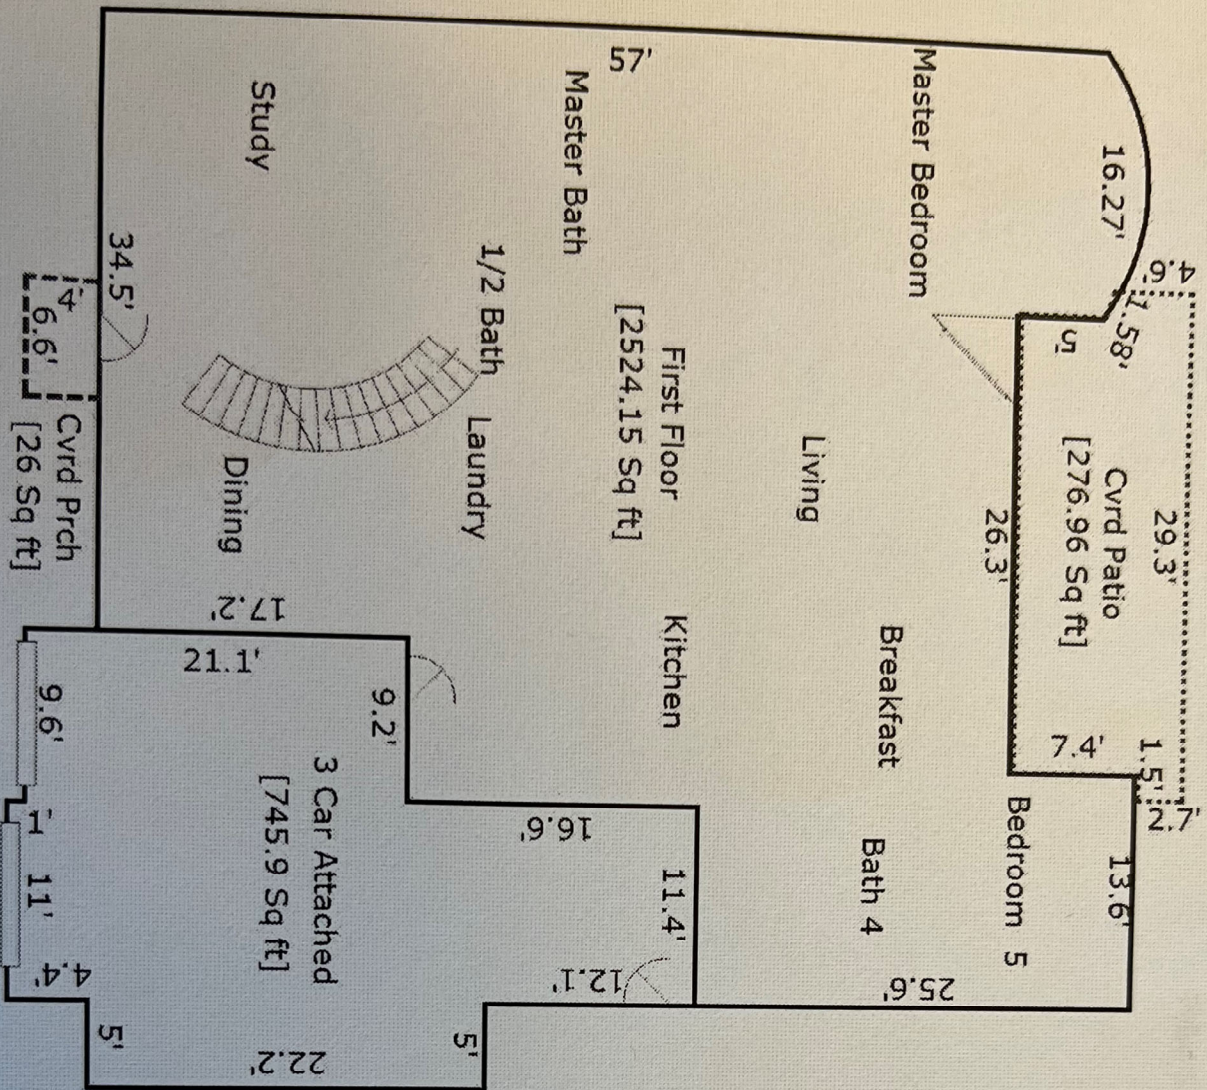 29.3'
4.6'
1.5'
2.7'
Cvrd Patio
[276.96 Sq ft]
16.27'
1.58'
5'
7.4'
13.6'
26.3'
Master Bedroom
Bedroom 5
Breakfast
Bath 4
25.6'
Living
57'
First Floor
[2524.15 Sq ft]
Kitchen
11.4'
Master Bath
16.6'
12.1'
1/2 Bath
Laundry
5'
9.2'
3 Car Attached
[745.9 Sq ft]
Study
Dining
17.2'
21.1'
22.2'
34.5'
5'
4'
6.6'
Cvrd Prch
[26 Sq ft]
9.6'
1'
11'
4.4'